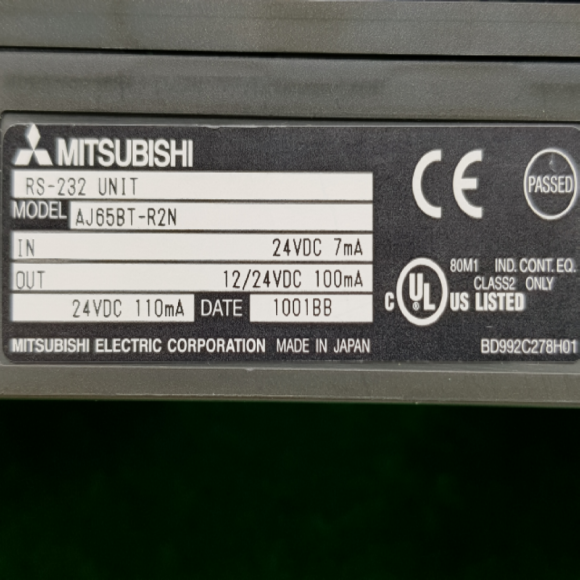 MITSUBISHI
RS-232 UNIT
MODEL AJ65BT-R2N
IN 24VDC 7mA
OUT 12/24VDC 100mA
24VDC 110mA DATE 1001BB
MITSUBISHI ELECTRIC CORPORATION MADE IN JAPAN
CE
PASSED
C UL US LISTED
80M1 IND. CONT. EQ.
CLASS2 ONLY
BD992C278H01